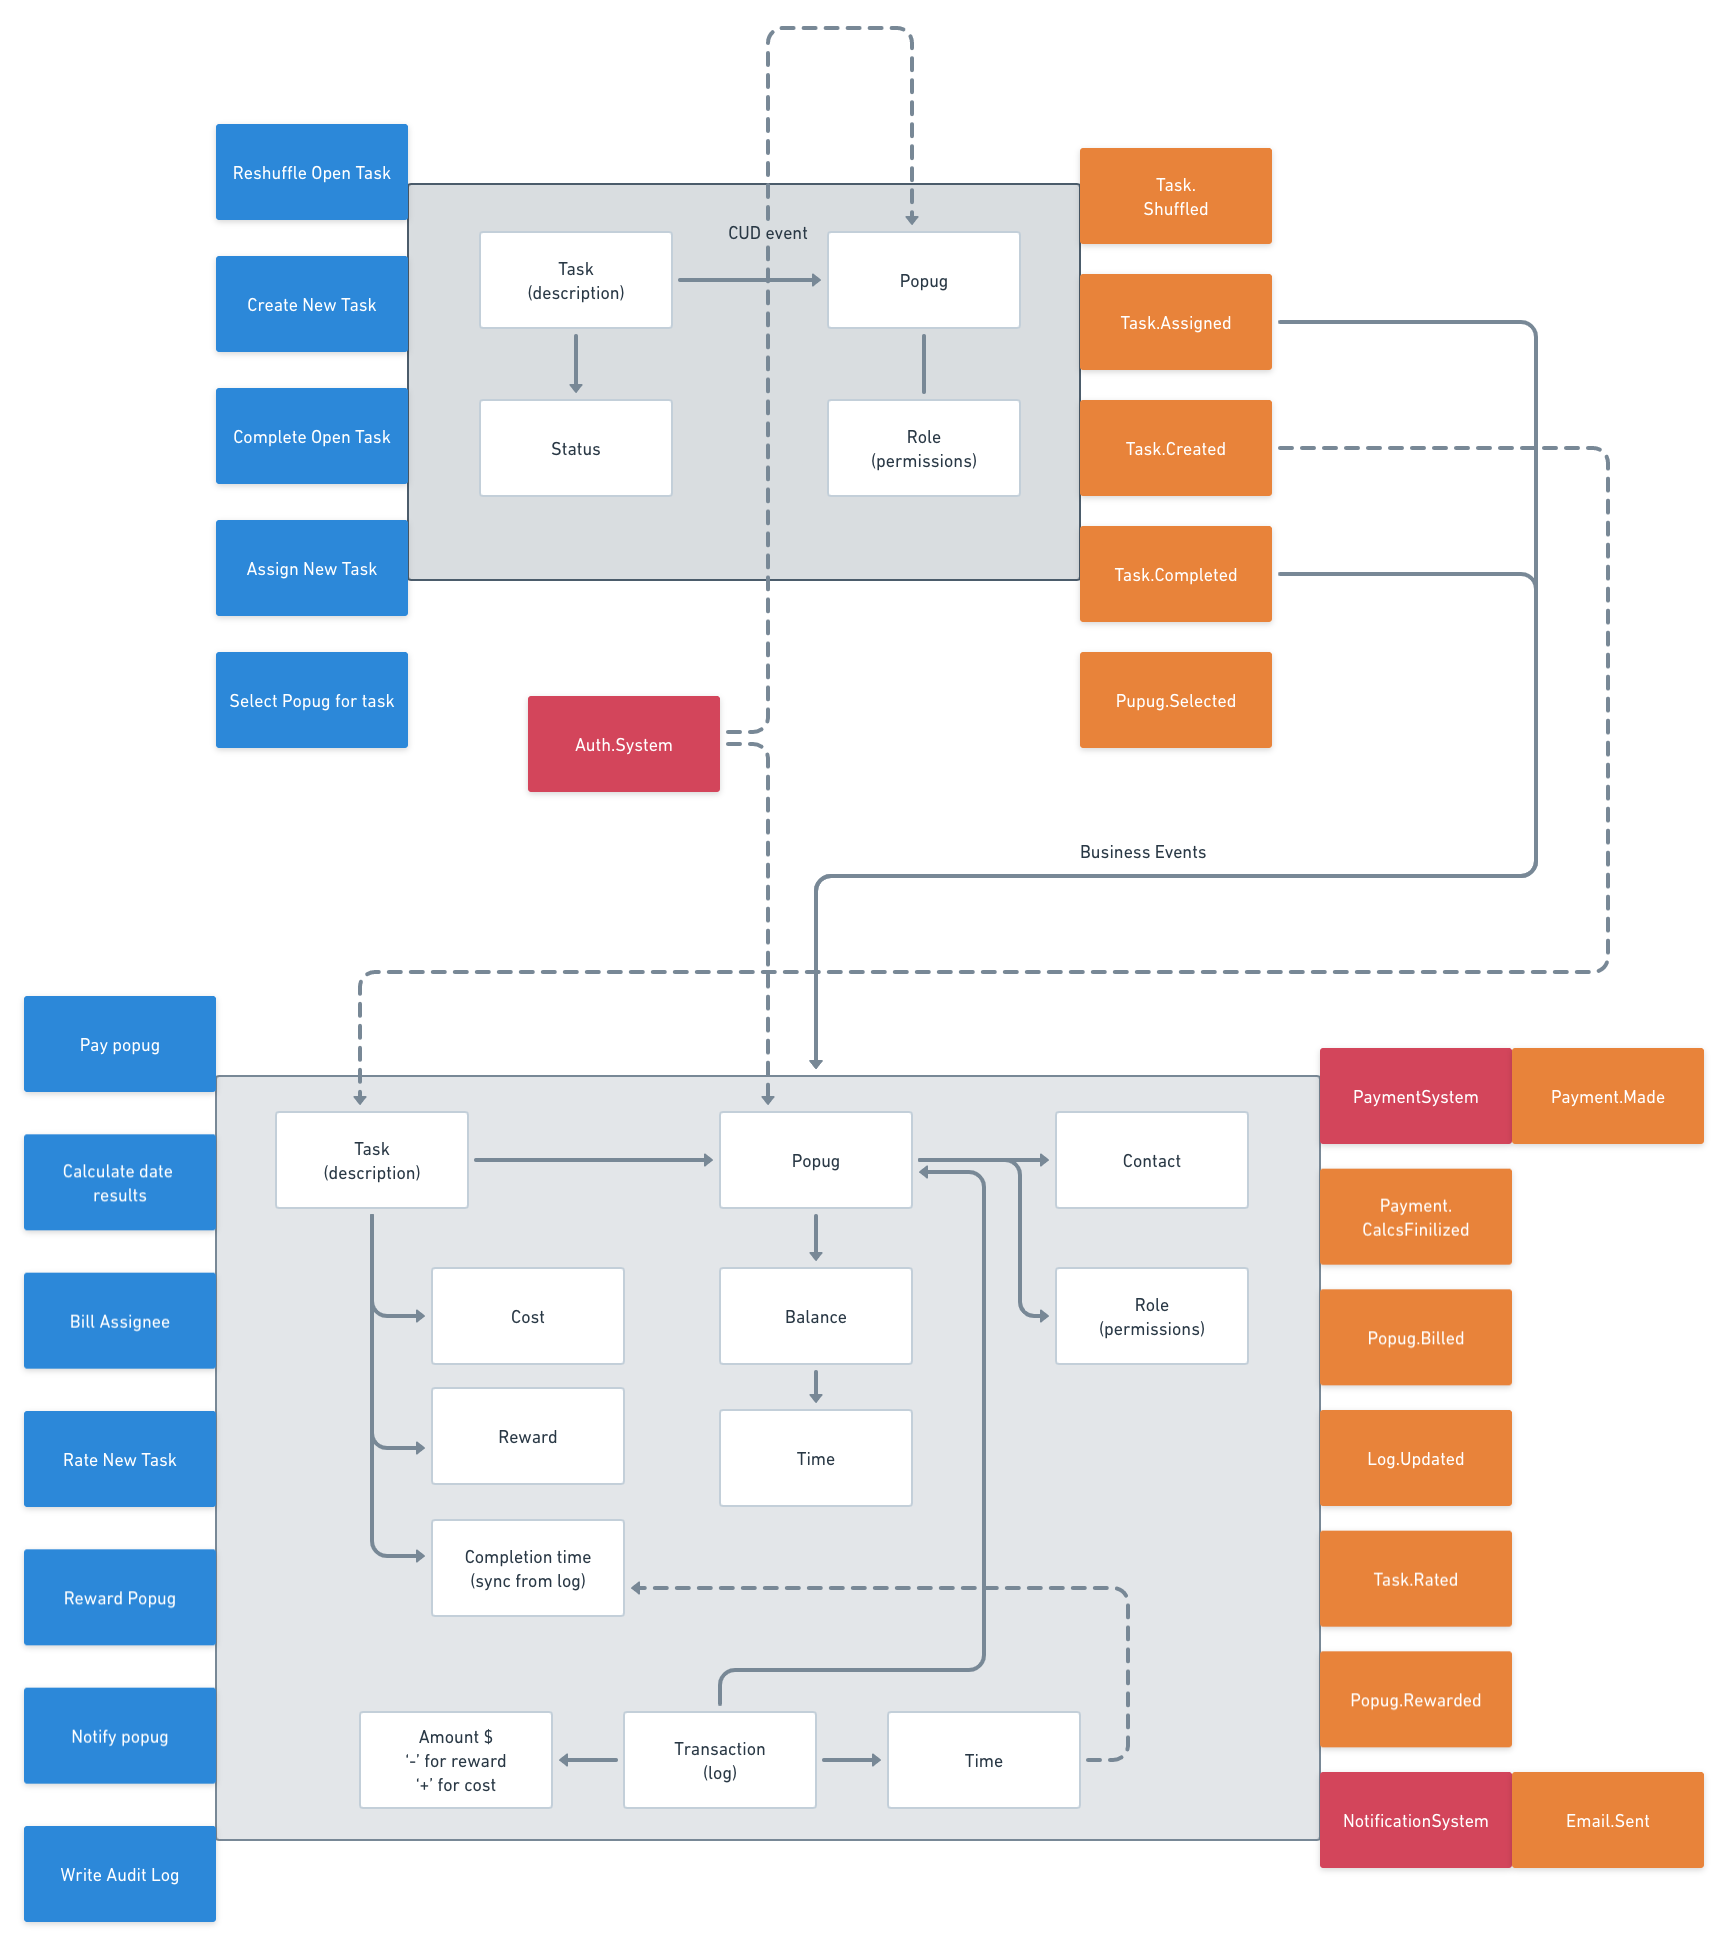 Reshuffle Open Task
Create New Task
Complete Open Task
Assign New Task
Select Popug for task
CUD event
Task
(description)
Popug
Status
Role
(permissions)
Task.
Shuffled
Task.Assigned
Task.Created
Task.Completed
Pupug.Selected
Auth.System
Business Events
Pay popug
Calculate date
results
Bill Assignee
Rate New Task
Reward Popug
Notify popug
Write Audit Log
Task
(description)
Popug
Contact
Cost
Balance
Role
(permissions)
Reward
Time
Completion time
(sync from log)
Amount $
‘-’ for reward
‘+’ for cost
Transaction
(log)
Time
PaymentSystem
Payment.Made
Payment.
CalcsFinilized
Popug.Billed
Log.Updated
Task.Rated
Popug.Rewarded
NotificationSystem
Email.Sent